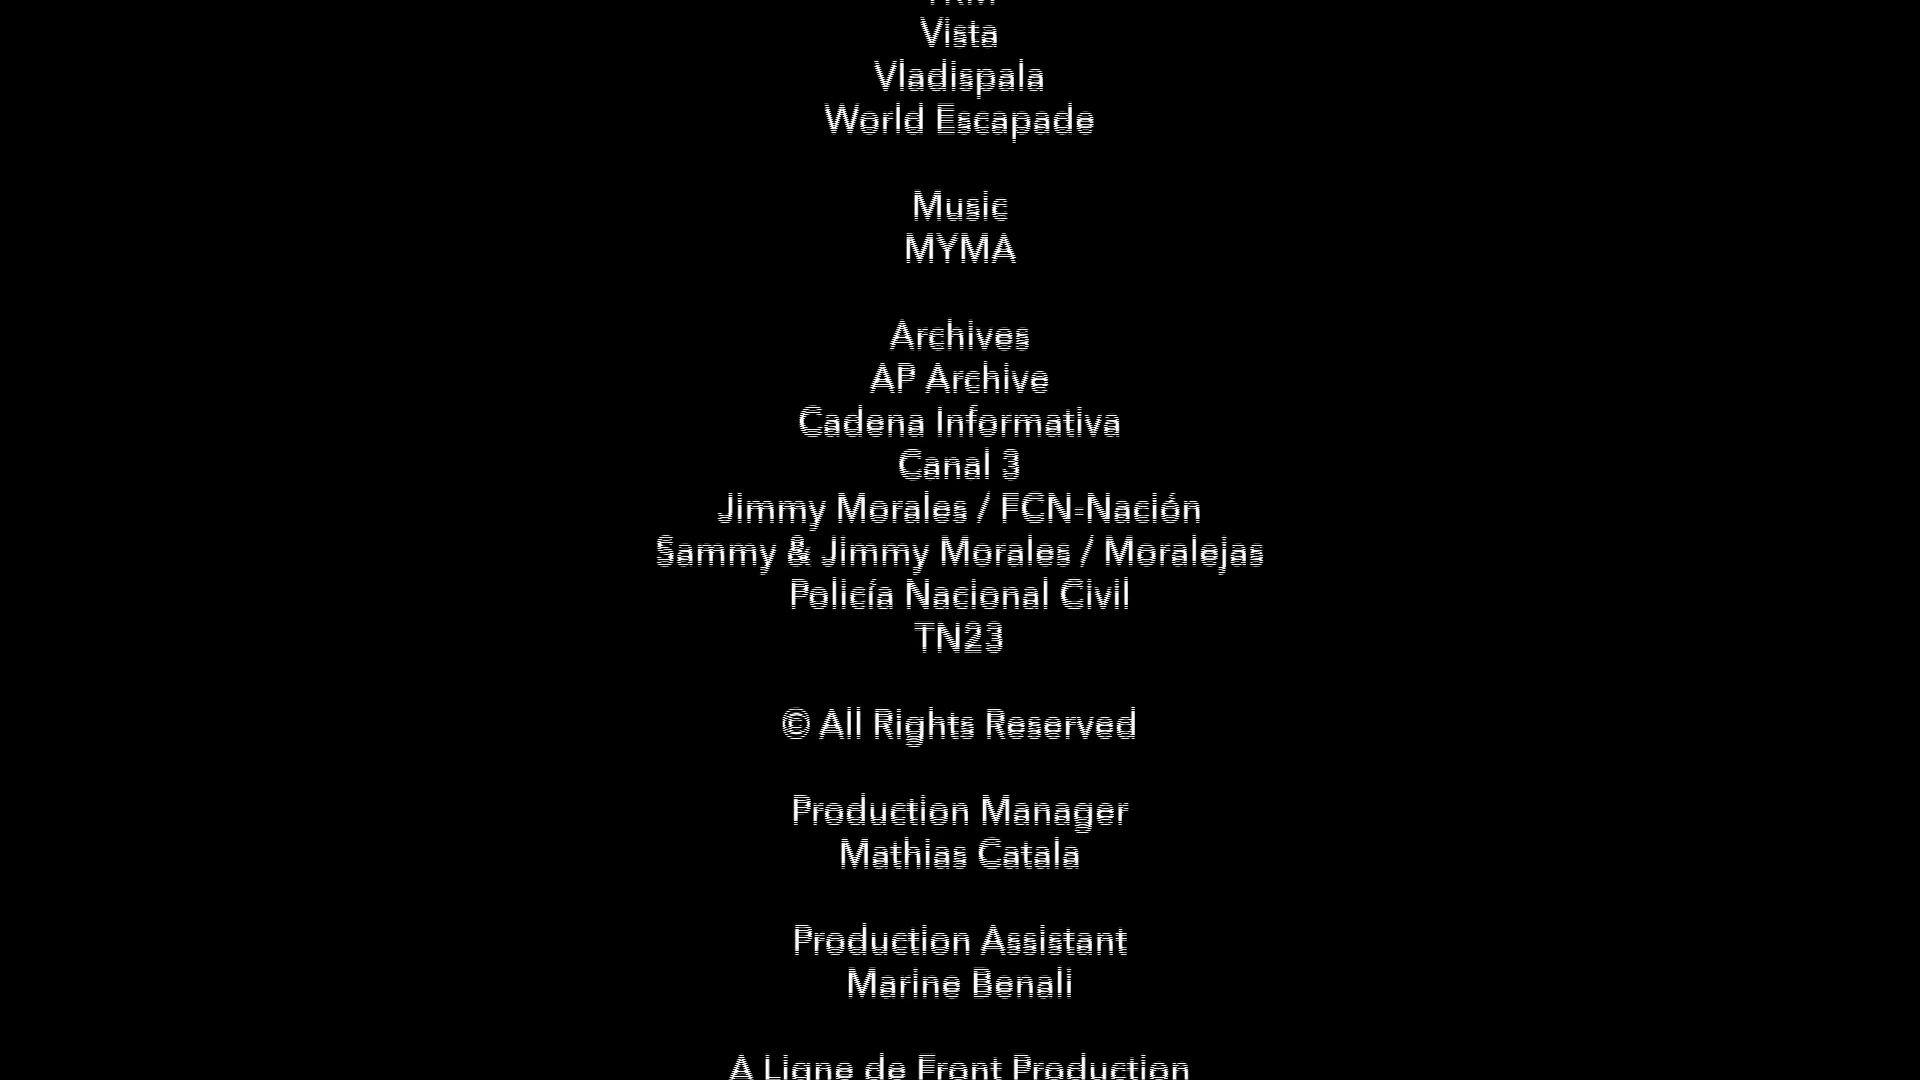 Vista
Vladispala
World Escapade
Music
MYMA
Archives
AP Archive
Cadena Informativa
Canal 3
Jimmy Morales / FCN-Nación
Sammy & Jimmy Morales / Moralejas
Policía Nacional Civil
TN23
© All Rights Reserved
Production Manager
Mathias Catala
Production Assistant
Marine Benali
A Ligne de Front Production